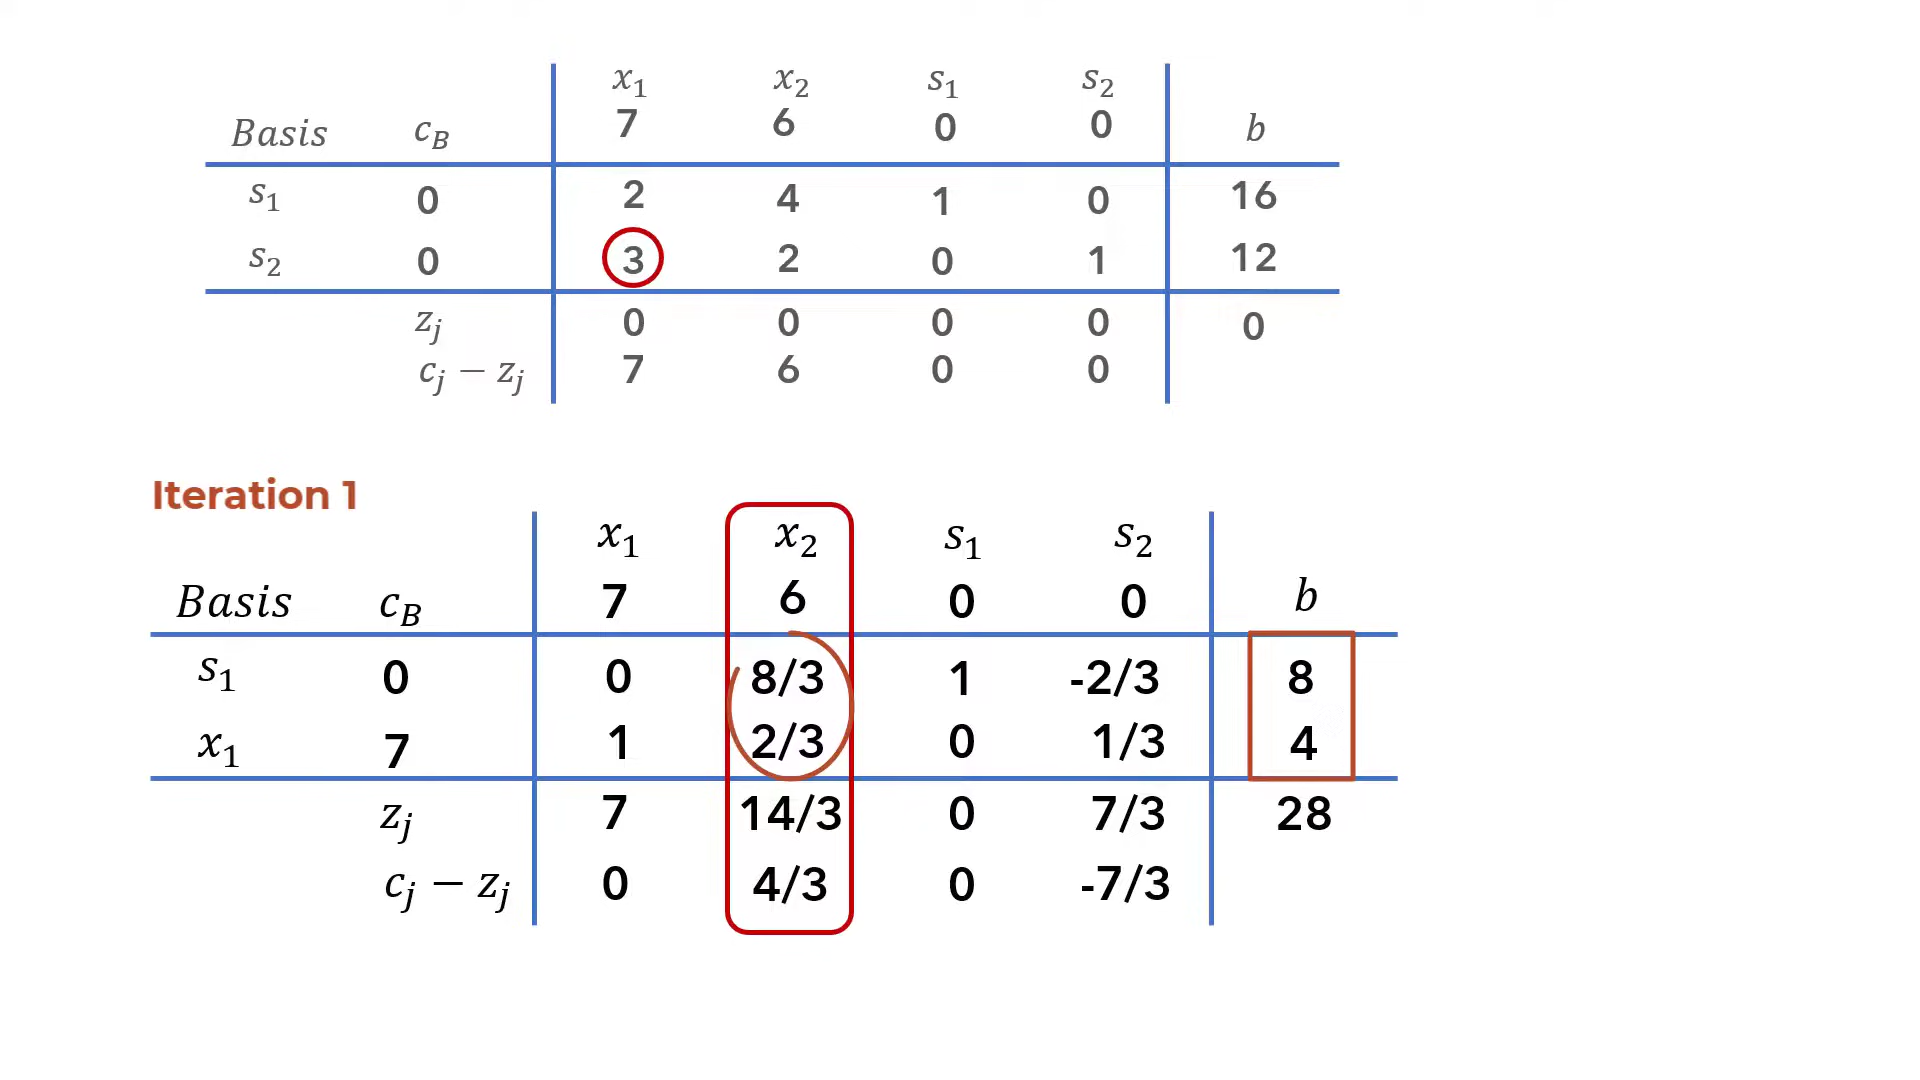 x₁ x₂ s₁ s₂
Basis c_B 7 6 0 0 b
s₁ 0 2 4 1 0 16
s₂ 0 3 2 0 1 12
z_j 0 0 0 0 0
c_j − z_j 7 6 0 0
Iteration 1
x₁ x₂ s₁ s₂
Basis c_B 7 6 0 0 b
s₁ 0 0 8/3 1 -2/3 8
x₁ 7 1 2/3 0 1/3 4
z_j 7 14/3 0 7/3 28
c_j − z_j 0 4/3 0 -7/3